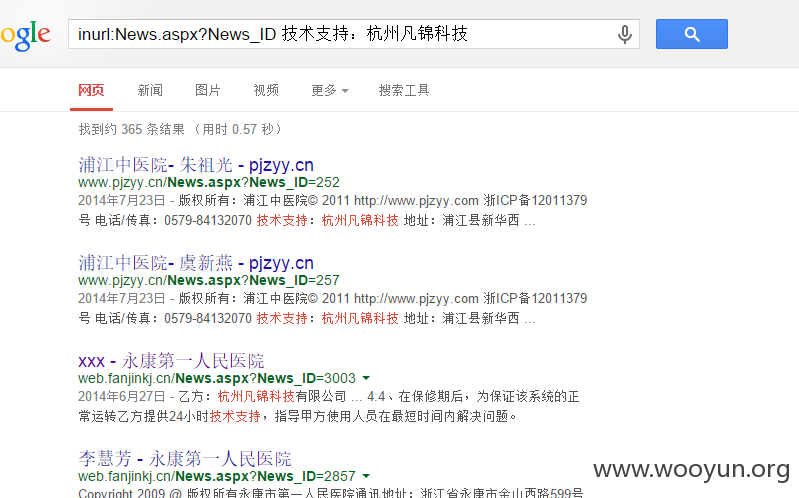 ogle inurl:News.aspx?News_ID 技术支持：杭州凡锦科技
网页 新闻 图片 视频 更多 搜索工具
找到约 365 条结果 （用时 0.57 秒）
浦江中医院- 朱祖光 - pjzyy.cn
www.pjzyy.cn/News.aspx?News_ID=252
2014年7月23日 - 版权所有：浦江中医院© 2011 http://www.pjzyy.com 浙ICP备12011379
号 电话/传真：0579-84132070 技术支持：杭州凡锦科技 地址：浦江县新华西 ...
浦江中医院- 虞新燕 - pjzyy.cn
www.pjzyy.cn/News.aspx?News_ID=257
2014年7月23日 - 版权所有：浦江中医院© 2011 http://www.pjzyy.com 浙ICP备12011379
号 电话/传真：0579-84132070 技术支持：杭州凡锦科技 地址：浦江县新华西 ...
xxx - 永康第一人民医院
web.fanjinkj.cn/News.aspx?News_ID=3003
2014年6月27日 - 乙方：杭州凡锦科技有限公司 ... 4.4、在保修期后，为保证该系统的正
常运转乙方提供24小时技术支持，指导甲方使用人员在最短时间内解决问题。
李慧芳 - 永康第一人民医院
web.fanjinkj.cn/News.aspx?News_ID=2857
Copyright 2009 @ 版权所有永康市第一人民医院通讯地址：浙江省永康市金山西路599号
www.wooyun.org